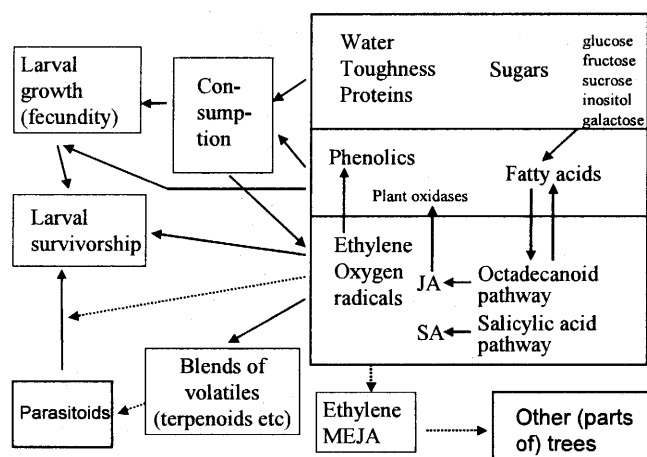 Larval
growth
(fecundity)
Con-
sump-
tion
Water
Toughness
Proteins
Sugars
glucose
fructose
sucrose
inositol
galactose
Phenolics
Plant oxidases
Fatty acids
Larval
survivorship
Ethylene
Oxygen
radicals
JA
Octadecanoid
pathway
SA
Salicylic acid
pathway
Parasitoids
Blends of
volatiles
(terpenoids etc)
Ethylene
MEJA
Other (parts
of) trees